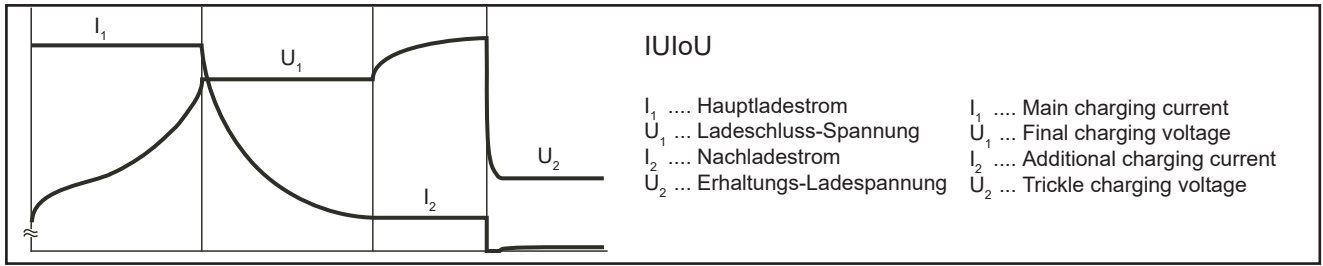 I₁
U₁
I₂
U₂
IUIoU
I₁ .... Hauptladestrom
U₁ ... Ladeschluss-Spannung
I₂ .... Nachladestrom
U₂ ... Erhaltungs-Ladespannung
I₁ .... Main charging current
U₁ ... Final charging voltage
I₂ .... Additional charging current
U₂ ... Trickle charging voltage